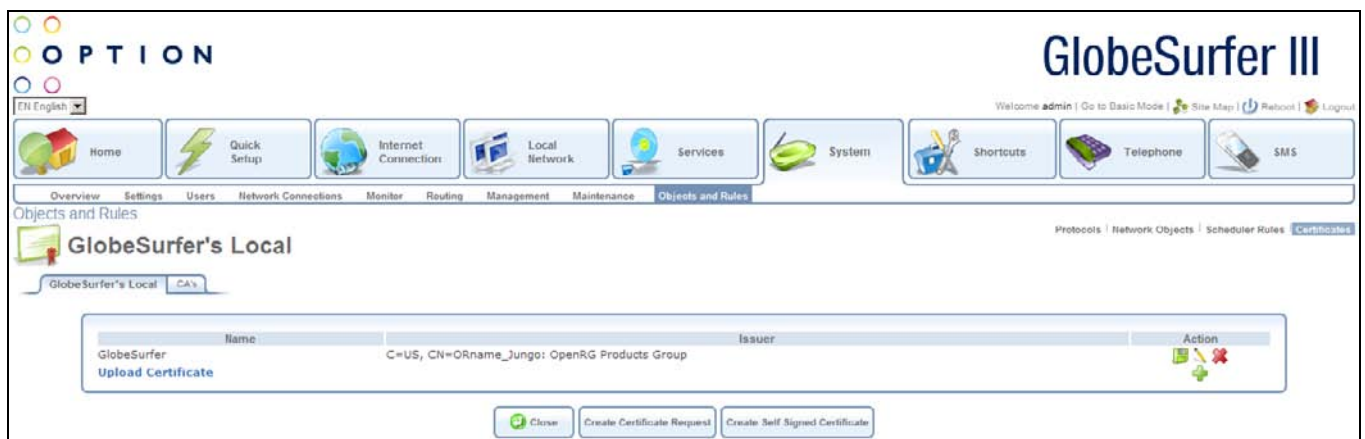 OPTION
GlobeSurfer III
EN English
Welcome admin | Go to Basic Mode | Site Map | Reboot | Logout
Home
Quick Setup
Internet Connection
Local Network
Services
System
Shortcuts
Telephone
SMS
Overview Settings Users Network Connections Monitor Routing Management Maintenance Objects and Rules
Objects and Rules
Protocols | Network Objects | Scheduler Rules | Certificates
GlobeSurfer's Local
GlobeSurfer's Local CA's
Name Issuer Action
GlobeSurfer C=US, CN=ORname_Jungo: OpenRG Products Group
Upload Certificate
Close Create Certificate Request Create Self Signed Certificate